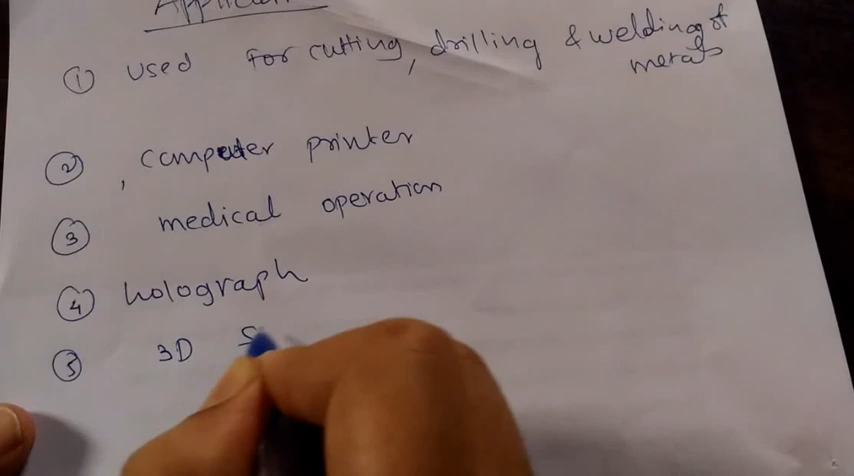 ① used for cutting, drilling & welding of
metals
② , computer printer
③ medical operation
④ holograph
⑤ 3D S